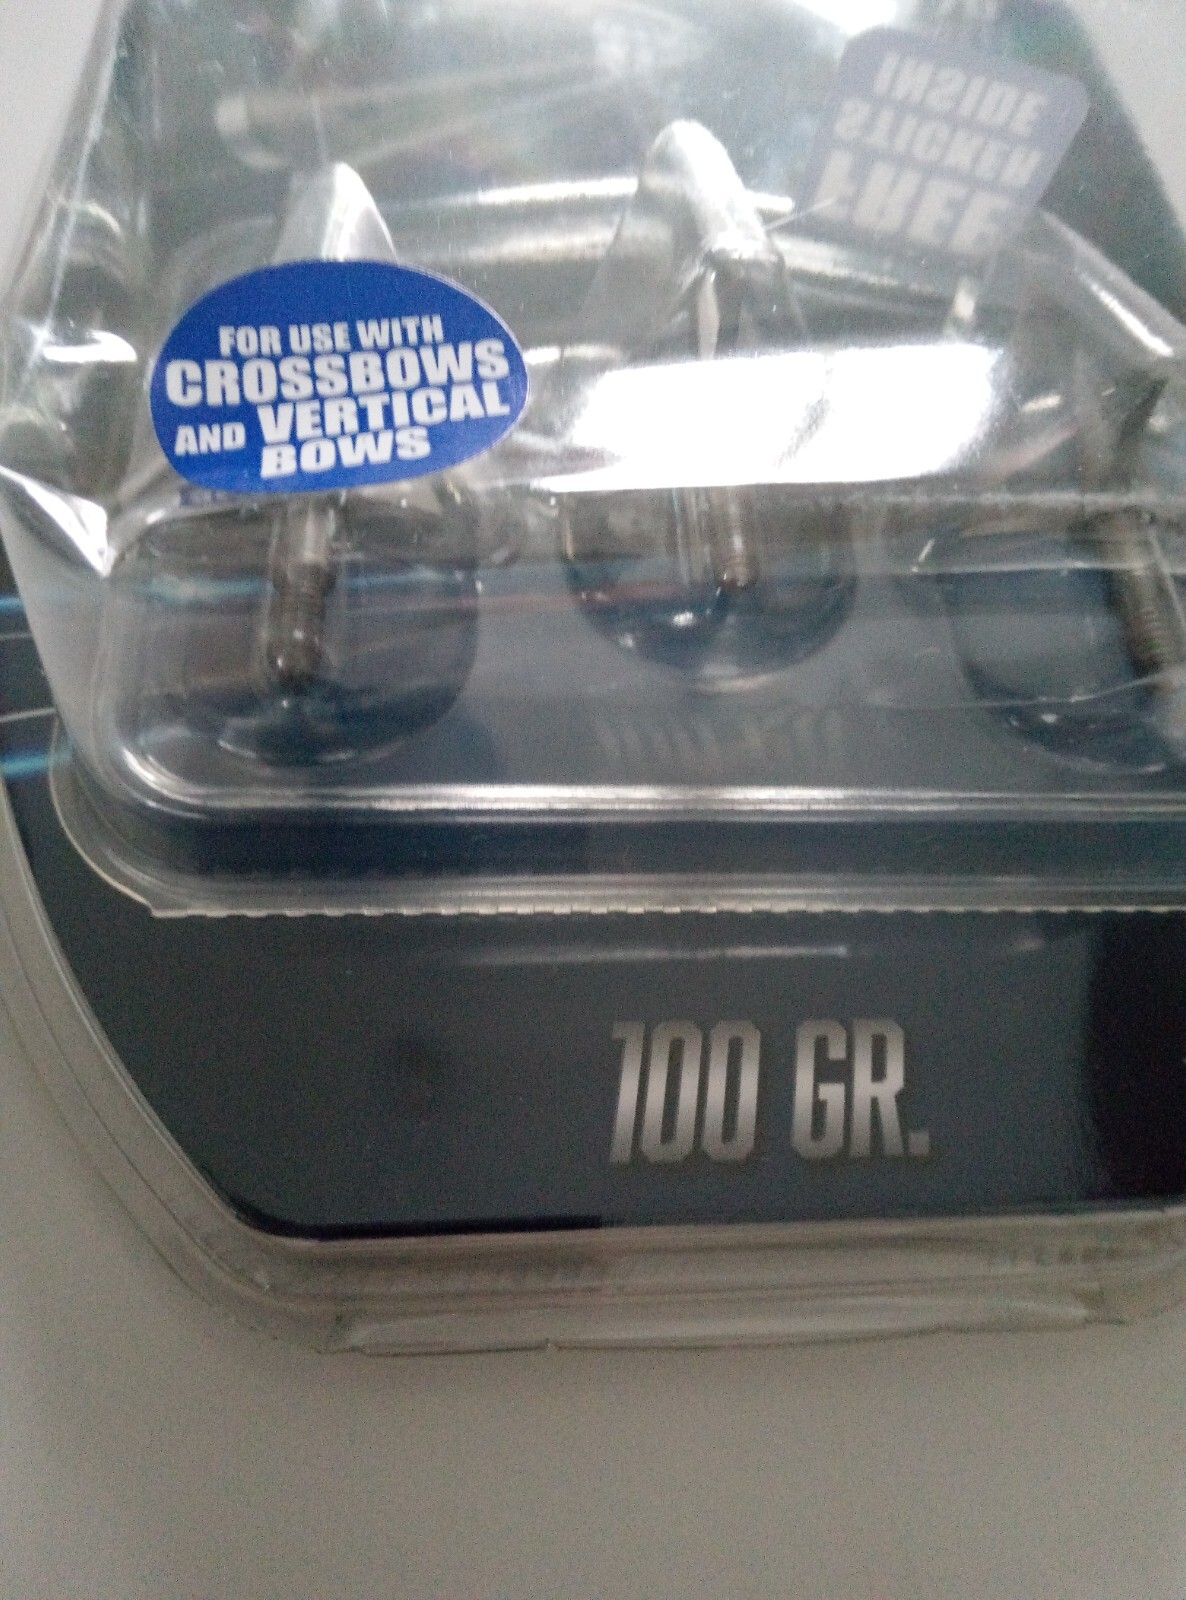 INSIDE
STICKER
FREE
FOR USE WITH
CROSSBOWS
AND VERTICAL
BOWS
100 GR.